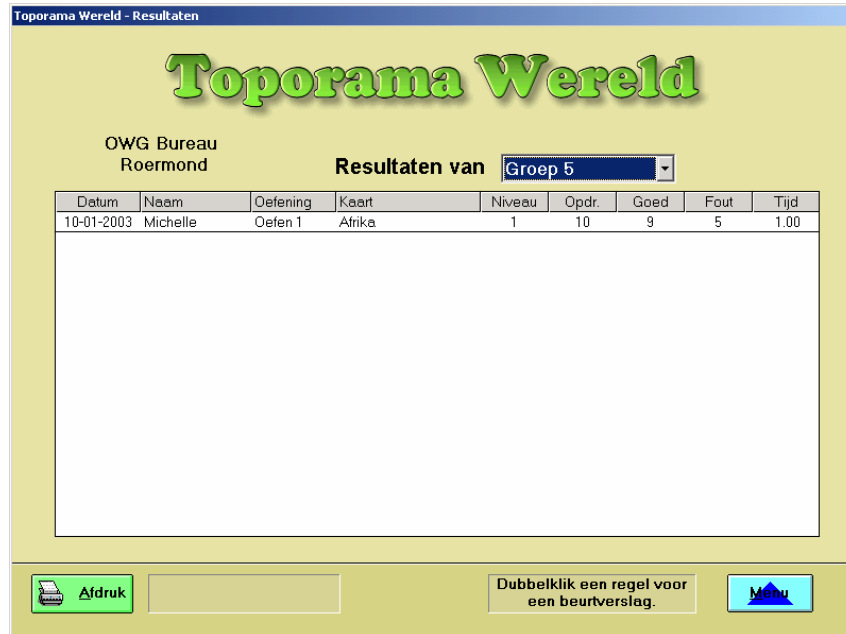 Toporama Wereld - Resultaten
Toporama Wereld
OWG Bureau
Roermond
Resultaten van Groep 5
Datum Naam Oefening Kaart Niveau Opdr. Goed Fout Tijd
10-01-2003 Michelle Oefen 1 Afrika 1 10 9 5 1.00
Afdruk
Dubbelklik een regel voor
een beurtverslag.
Menu